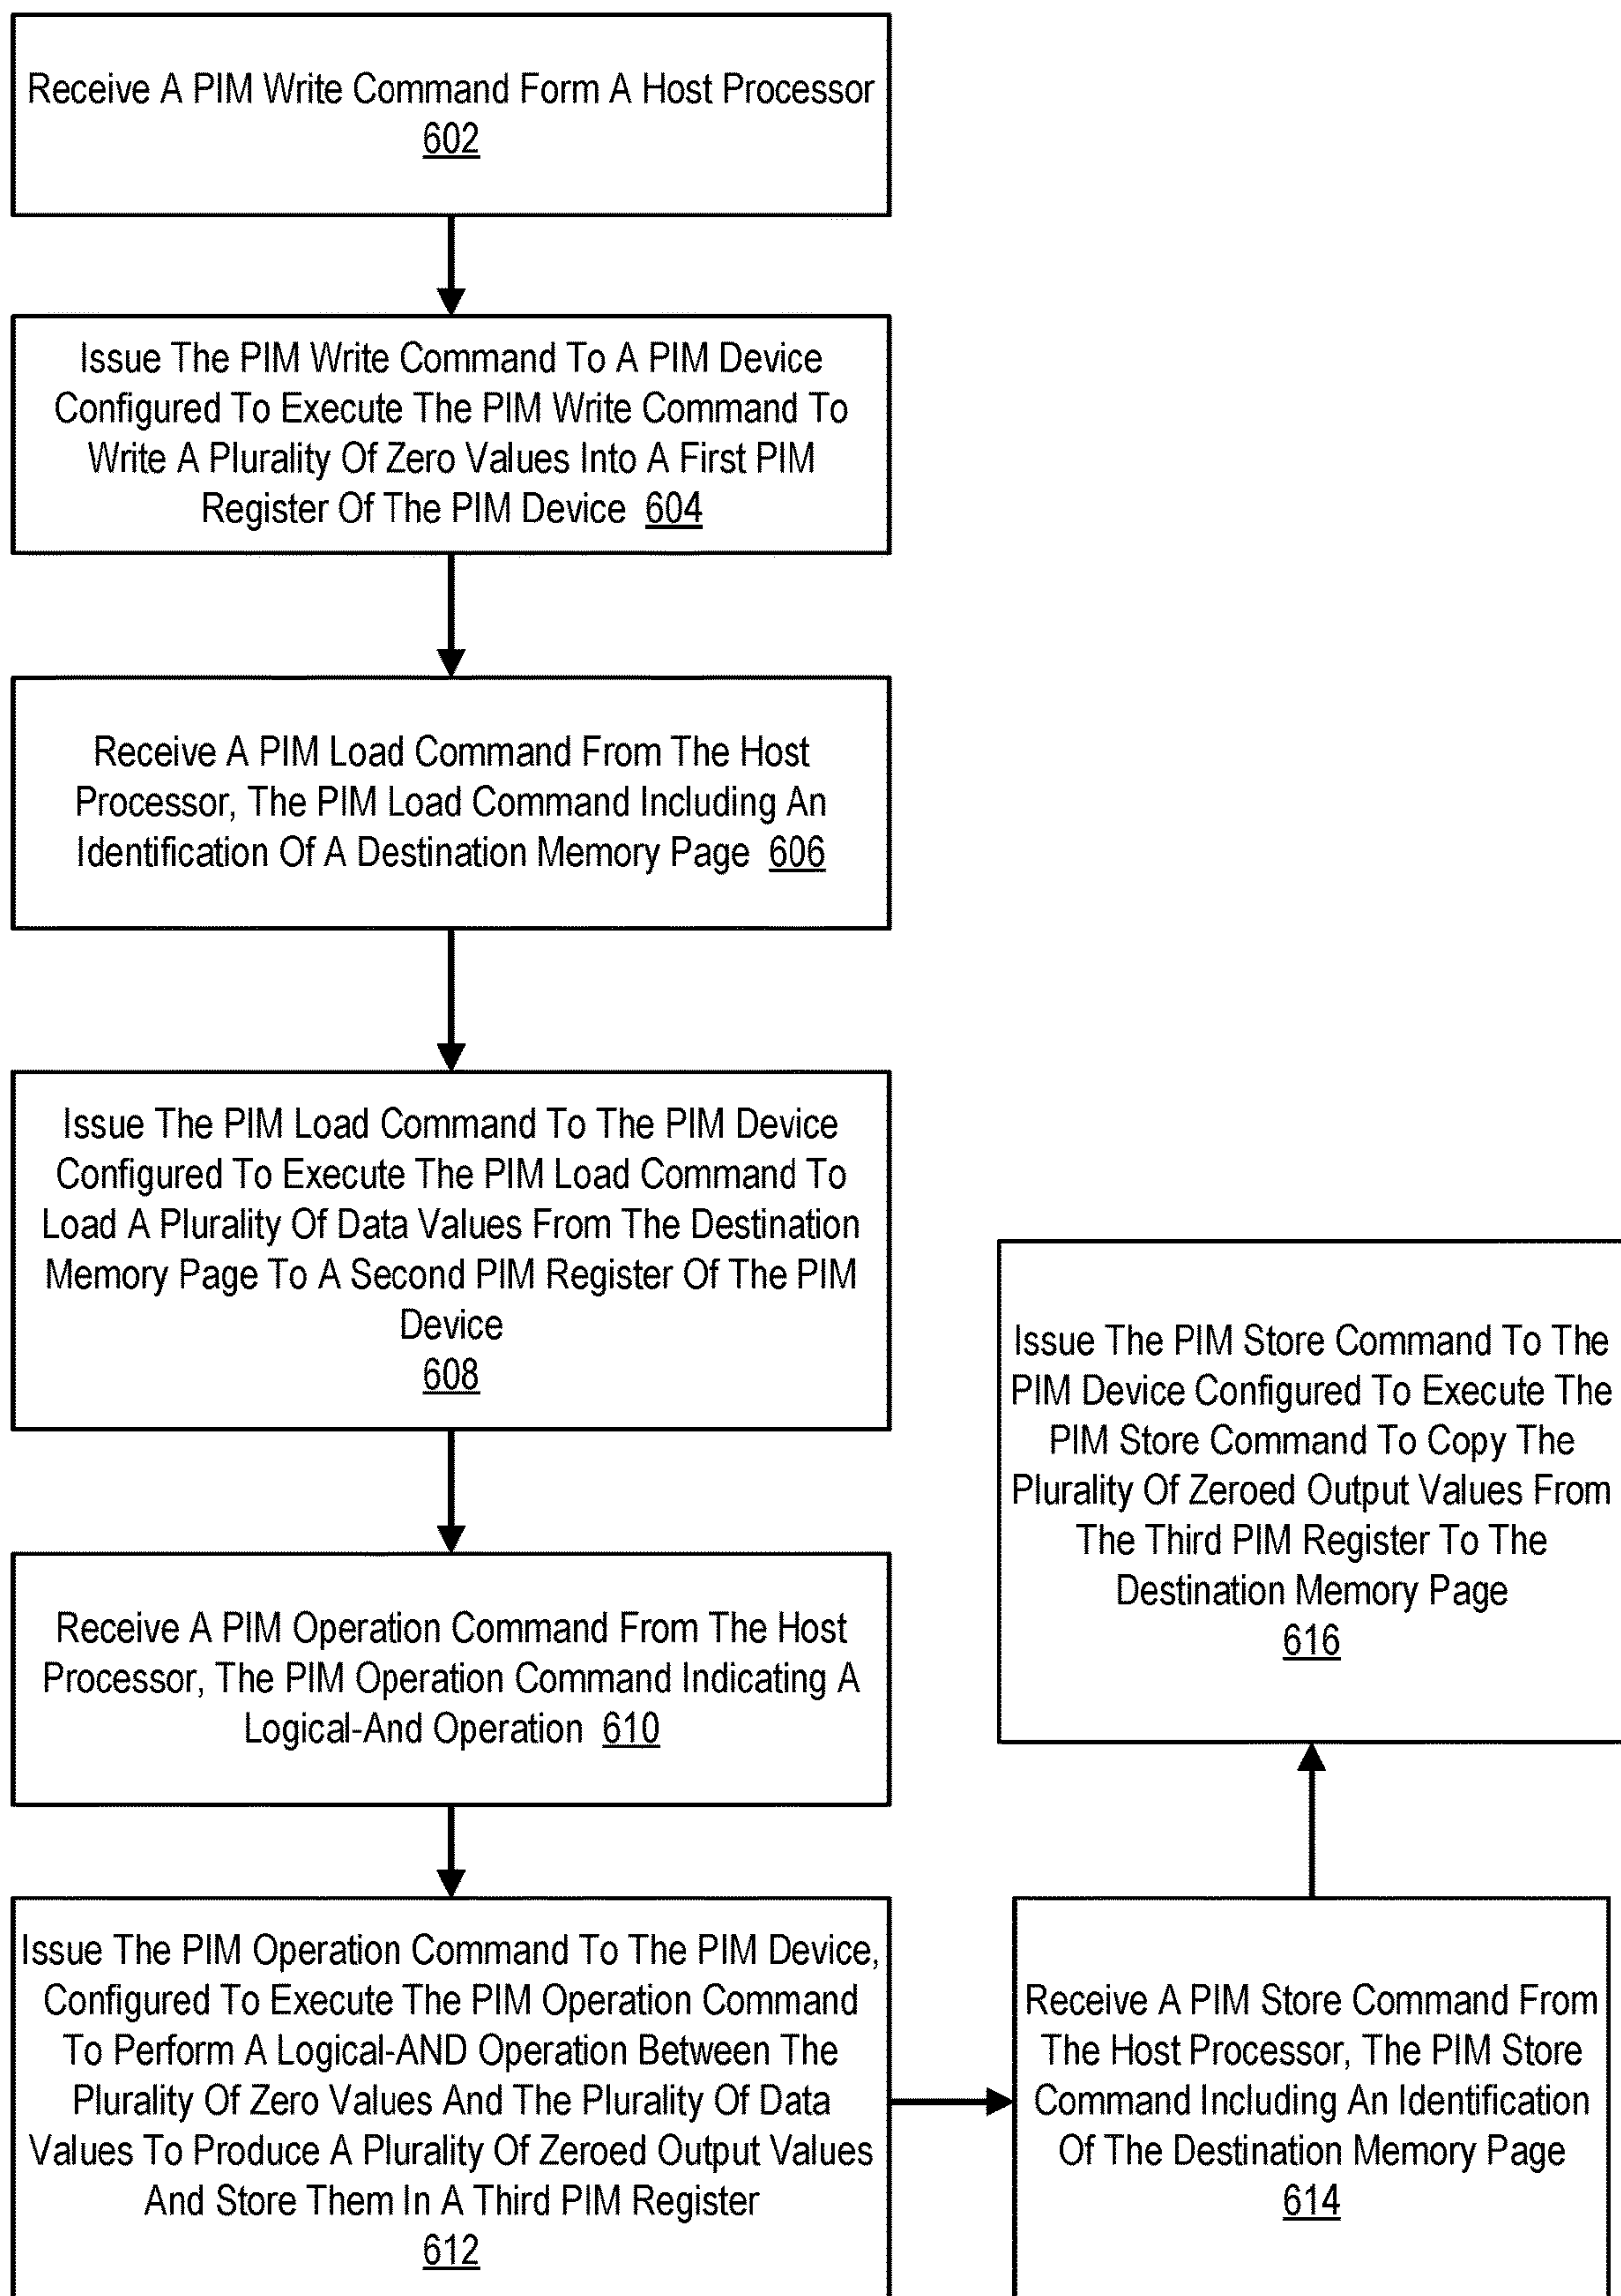 Receive A PIM Write Command Form A Host Processor
602
Issue The PIM Write Command To A PIM Device
Configured To Execute The PIM Write Command To
Write A Plurality Of Zero Values Into A First PIM
Register Of The PIM Device 604
Receive A PIM Load Command From The Host
Processor, The PIM Load Command Including An
Identification Of A Destination Memory Page 606
Issue The PIM Load Command To The PIM Device
Configured To Execute The PIM Load Command To
Load A Plurality Of Data Values From The Destination
Memory Page To A Second PIM Register Of The PIM
Device
608
Receive A PIM Operation Command From The Host
Processor, The PIM Operation Command Indicating A
Logical-And Operation 610
Issue The PIM Operation Command To The PIM Device,
Configured To Execute The PIM Operation Command
To Perform A Logical-AND Operation Between The
Plurality Of Zero Values And The Plurality Of Data
Values To Produce A Plurality Of Zeroed Output Values
And Store Them In A Third PIM Register
612
Receive A PIM Store Command From
The Host Processor, The PIM Store
Command Including An Identification
Of The Destination Memory Page
614
Issue The PIM Store Command To The
PIM Device Configured To Execute The
PIM Store Command To Copy The
Plurality Of Zeroed Output Values From
The Third PIM Register To The
Destination Memory Page
616